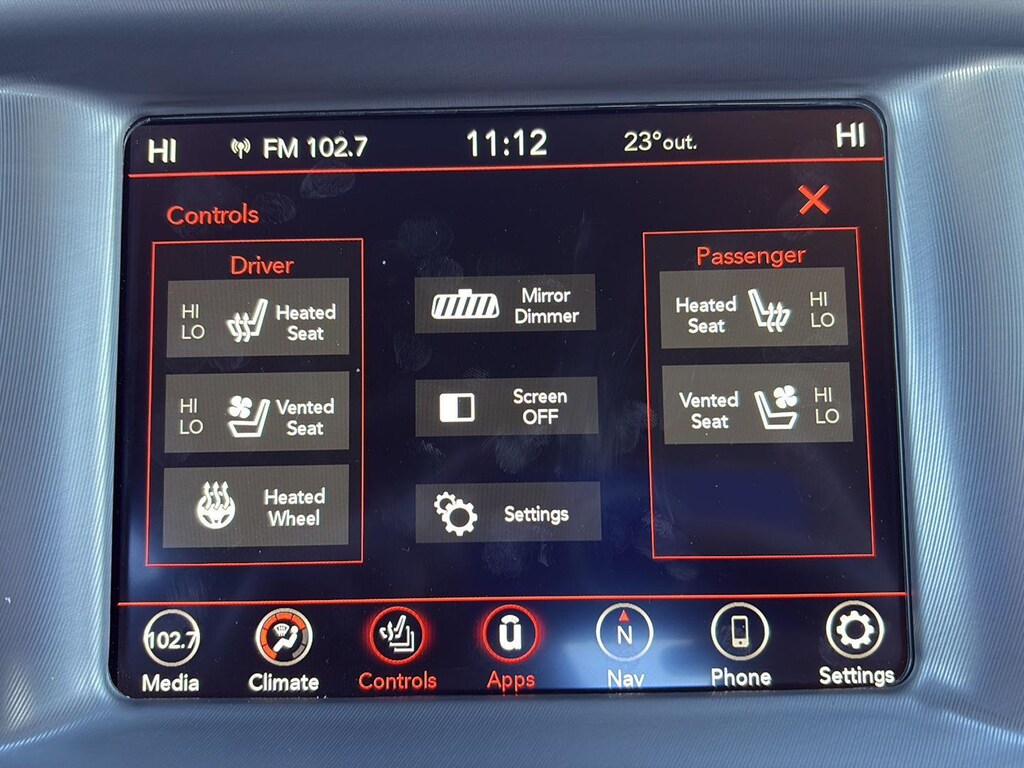 HI FM 102.7 11:12 23°out. HI
Controls X
Driver
HI
LO
Heated
Seat
HI
LO
Vented
Seat
Heated
Wheel
Mirror
Dimmer
Screen
OFF
Settings
Passenger
Heated
Seat
HI
LO
Vented
Seat
HI
LO
102.7
N
Media Climate Controls Apps Nav Phone Settings